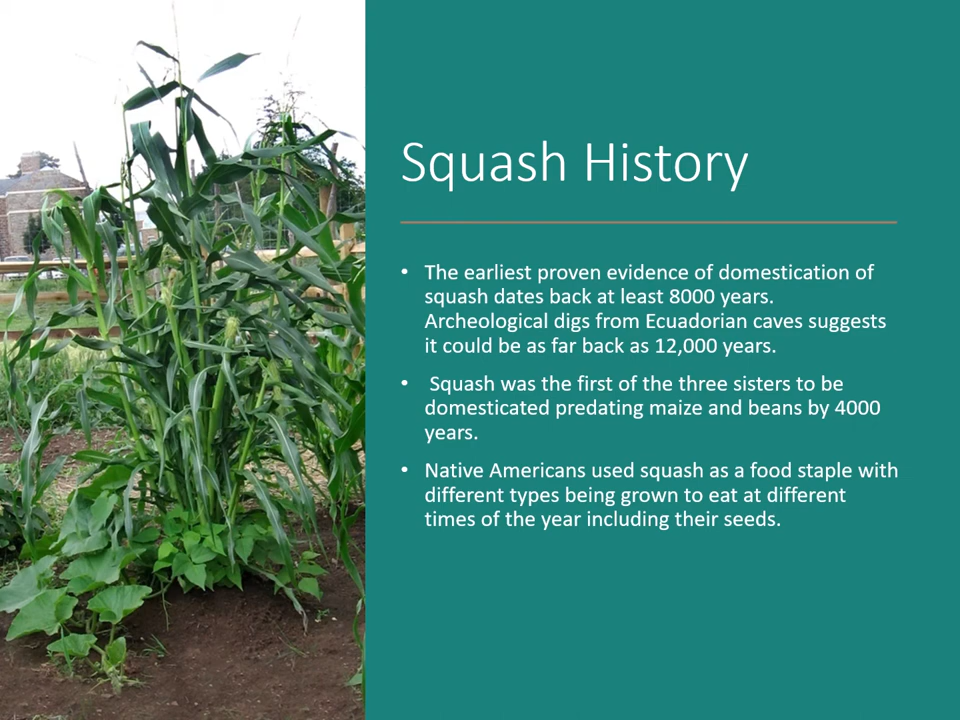 Squash History
• The earliest proven evidence of domestication of
squash dates back at least 8000 years.
Archeological digs from Ecuadorian caves suggests
it could be as far back as 12,000 years.
• Squash was the first of the three sisters to be
domesticated predating maize and beans by 4000
years.
• Native Americans used squash as a food staple with
different types being grown to eat at different
times of the year including their seeds.